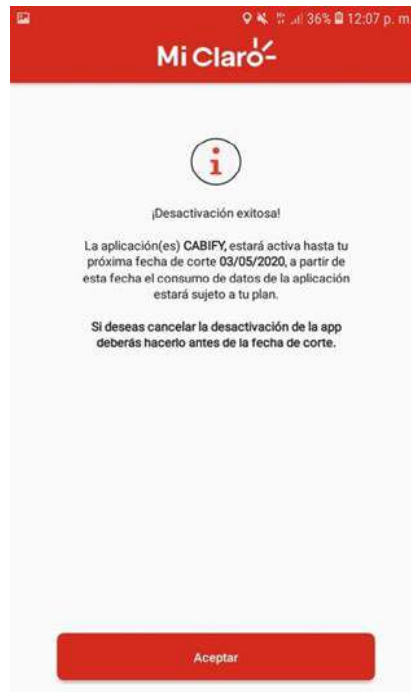 36% 12:07 p. m
Mi Claro
i
¡Desactivación exitosa!
La aplicación(es) CABIFY, estará activa hasta tu
próxima fecha de corte 03/05/2020, a partir de
esta fecha el consumo de datos de la aplicación
estará sujeto a tu plan.
Si deseas cancelar la desactivación de la app
deberás hacerlo antes de la fecha de corte.
Aceptar